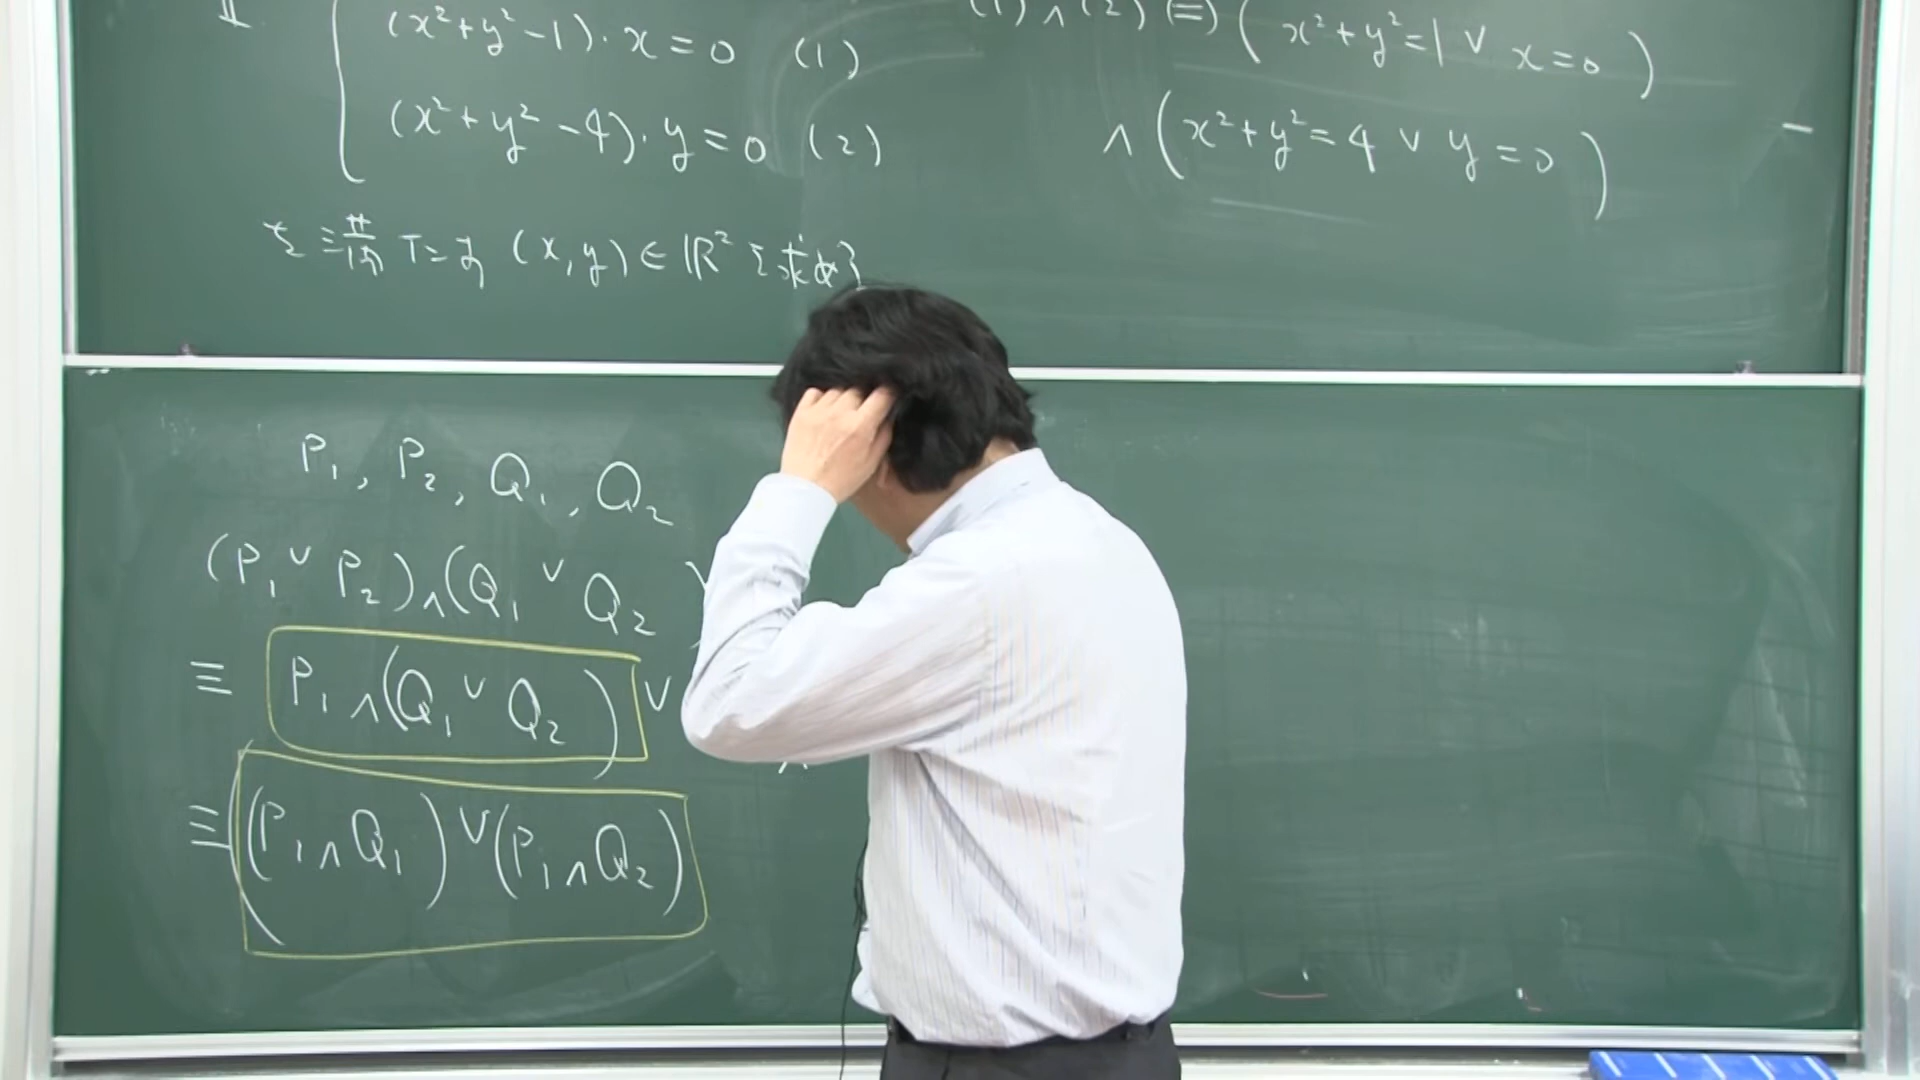 II
(x²+y²-1)·x=0 (1)
(x²+y²-4)·y=0 (2)
を満たす (x,y)∈ℝ² を求めよ
(1)∧(2)⇔(x²+y²=1∨x=0)
∧(x²+y²=4∨y=0)
P₁, P₂, Q₁, Q₂
(P₁∨P₂)∧(Q₁∨Q₂)
≡ P₁∧(Q₁∨Q₂)∨
≡((P₁∧Q₁)∨(P₁∧Q₂)